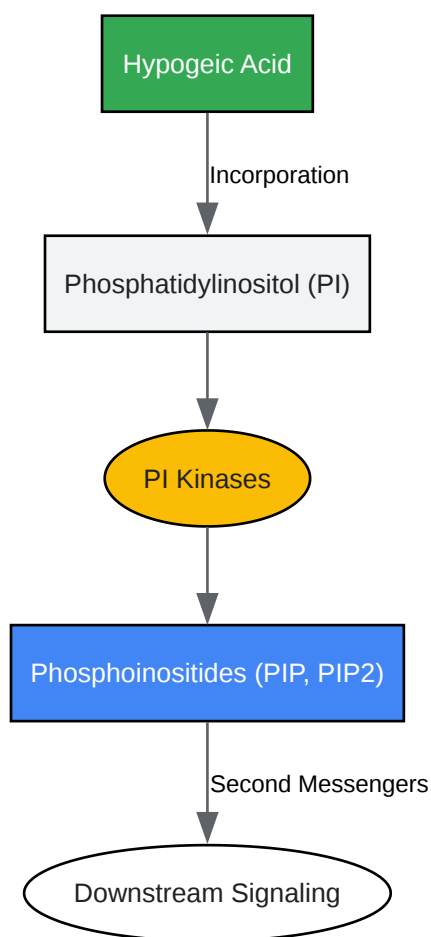 Hypogeic Acid
Incorporation
Phosphatidylinositol (PI)
PI Kinases
Phosphoinositides (PIP, PIP2)
Second Messengers
Downstream Signaling